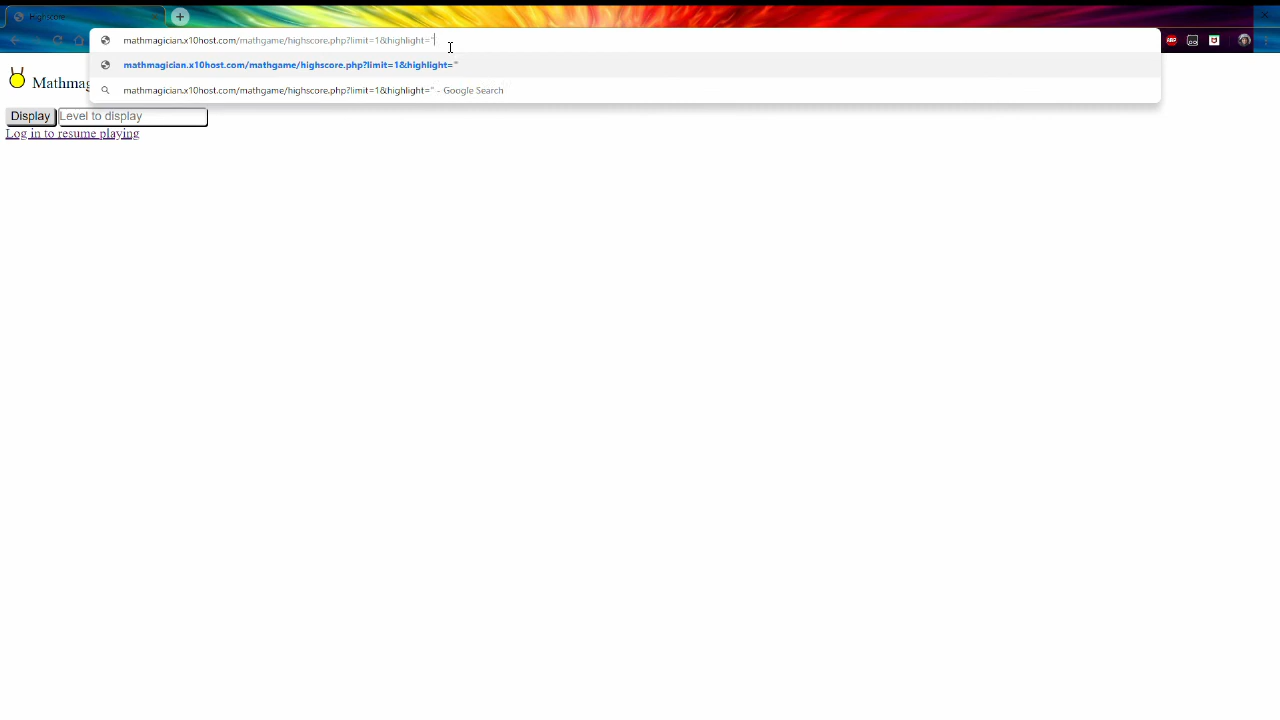 Highscore
mathmagician.x10host.com/mathgame/highscore.php?limit=1&highlight="
mathmagician.x10host.com/mathgame/highscore.php?limit=1&highlight="
mathmagician.x10host.com/mathgame/highscore.php?limit=1&highlight=" - Google Search
Mathmag
Display Level to display
Log in to resume playing